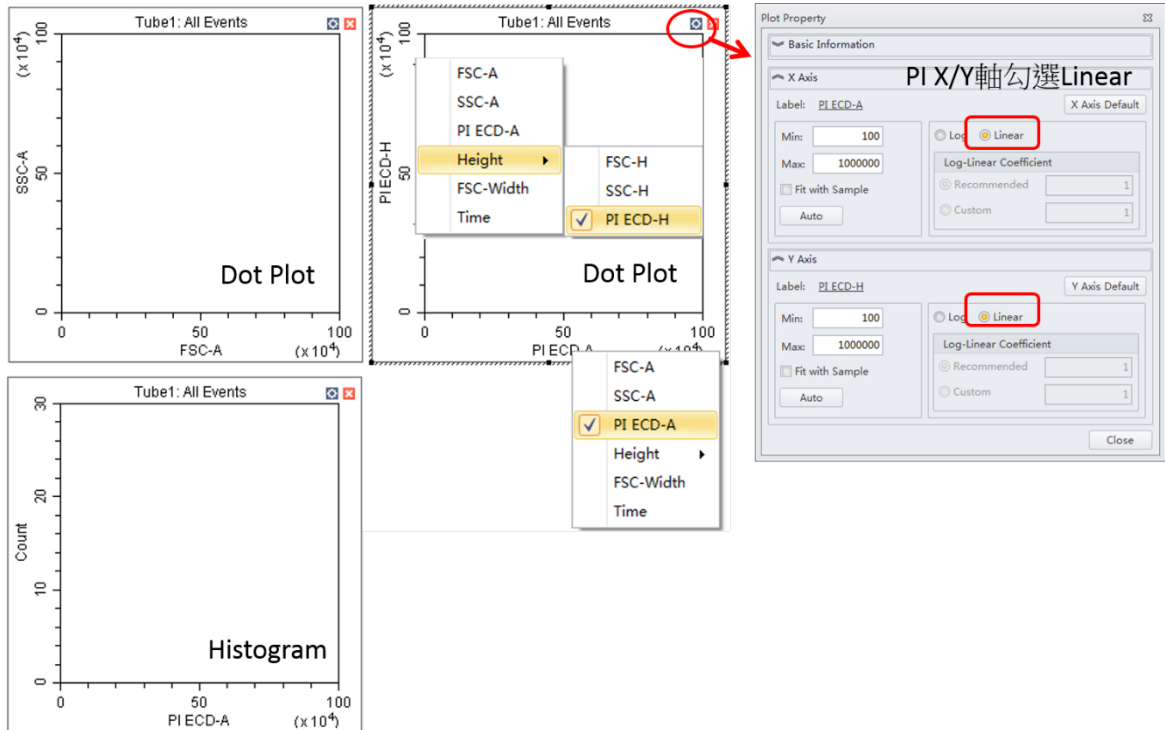 Tube1: All Events
(x 10⁴)
100
50
0
SSC-A
Dot Plot
0 50 100
FSC-A (x 10⁴)
Tube1: All Events
(x 10⁴)
100
50
0
PI ECD-H
FSC-A
SSC-A
PI ECD-A
Height
FSC-Width
Time
FSC-H
SSC-H
PI ECD-H
Dot Plot
0 50 100
PI ECD-A (x 10⁴)
FSC-A
SSC-A
PI ECD-A
Height
FSC-Width
Time
Plot Property
Basic Information
X Axis
PI X/Y軸勾選Linear
Label: PI ECD-A X Axis Default
Min: 100
Max: 1000000
Fit with Sample
Auto
Log Linear
Log-Linear Coefficient
Recommended 1
Custom 1
Y Axis
Label: PI ECD-H Y Axis Default
Min: 100
Max: 1000000
Fit with Sample
Auto
Log Linear
Log-Linear Coefficient
Recommended 1
Custom 1
Close
Tube1: All Events
30
20
10
0
Count
Histogram
0 50 100
PI ECD-A (x 10⁴)